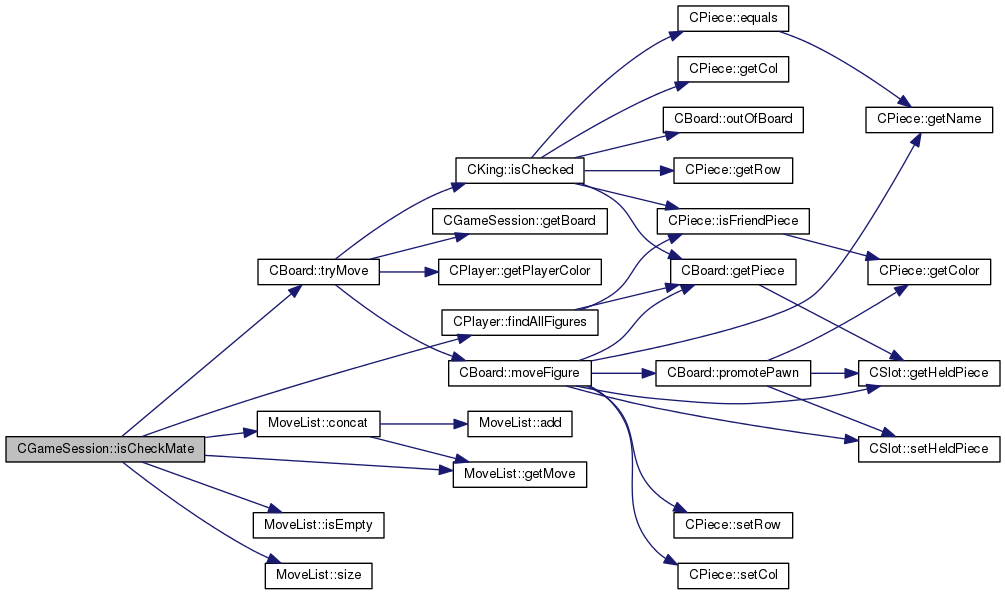 CPiece::equals
CPiece::getCol
CBoard::outOfBoard
CPiece::getName
CKing::isChecked
CPiece::getRow
CGameSession::getBoard
CPiece::isFriendPiece
CBoard::tryMove
CPlayer::getPlayerColor
CBoard::getPiece
CPiece::getColor
CPlayer::findAllFigures
CBoard::moveFigure
CBoard::promotePawn
CSlot::getHeldPiece
MoveList::concat
MoveList::add
CGameSession::isCheckMate
CSlot::setHeldPiece
MoveList::getMove
MoveList::isEmpty
CPiece::setRow
MoveList::size
CPiece::setCol